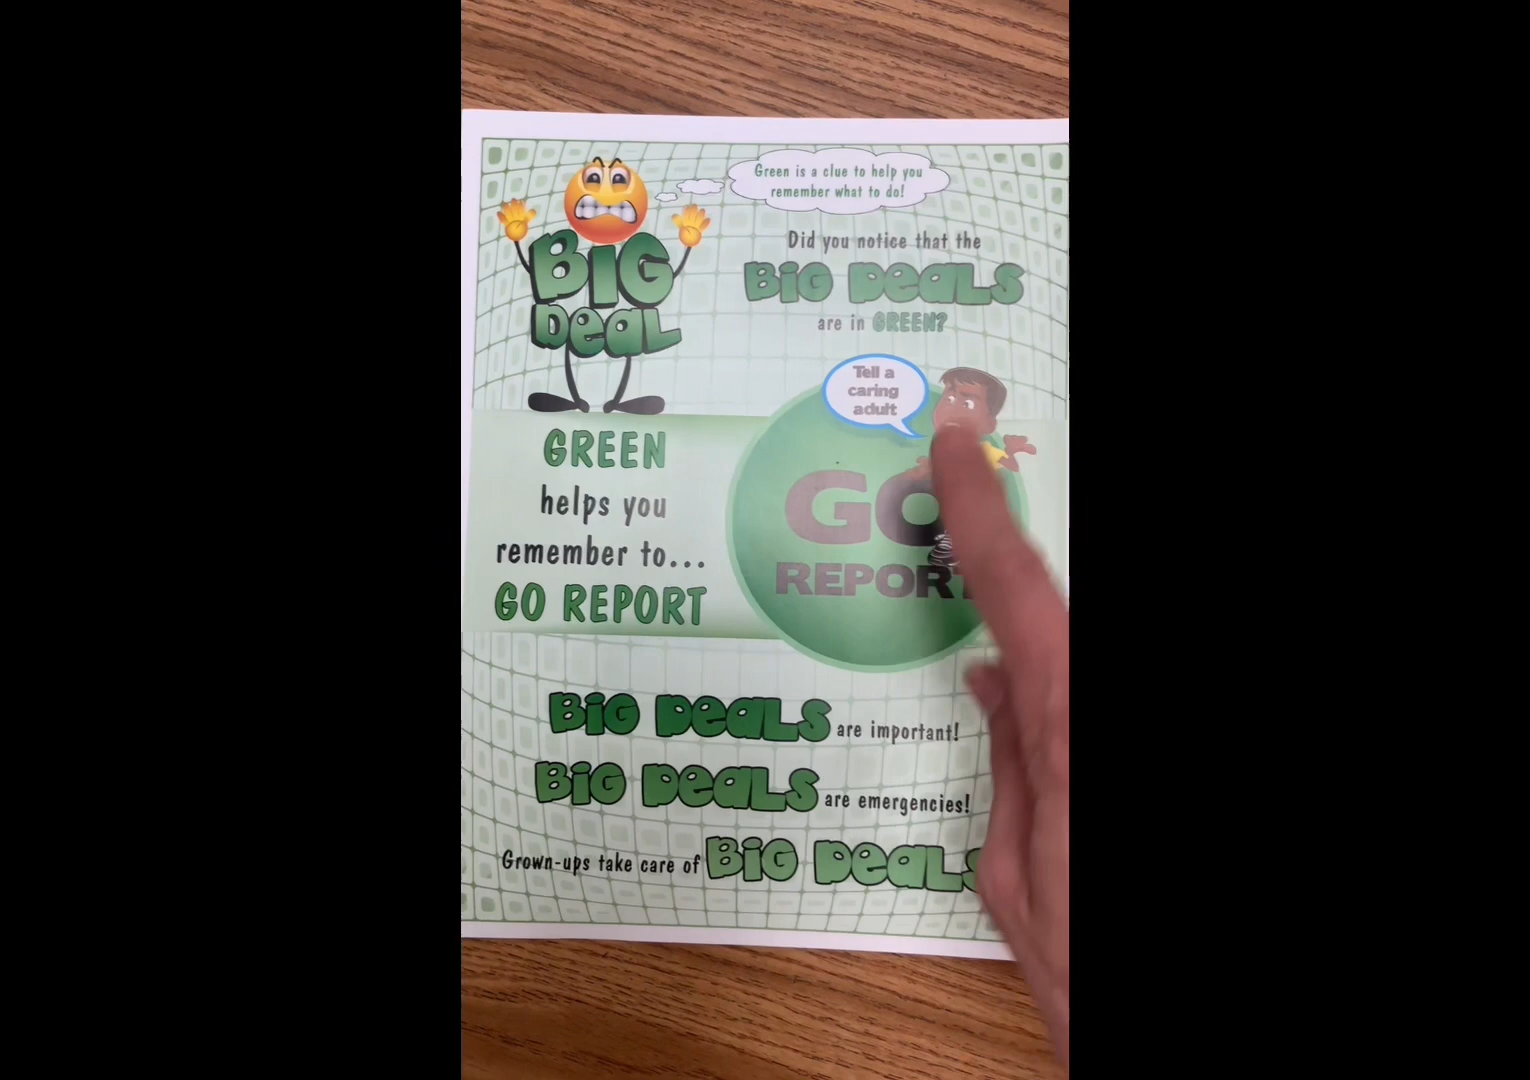 Green is a clue to help you
remember what to do!
BIG
DeaL
Did you notice that the
BiG DeaLS
are in GREEN?
Tell a
caring
adult
GO
REPORT
GREEN
helps you
remember to...
GO REPORT
BiG DeaLS are important!
BiG DeaLS are emergencies!
Grown-ups take care of BiG DeaLS